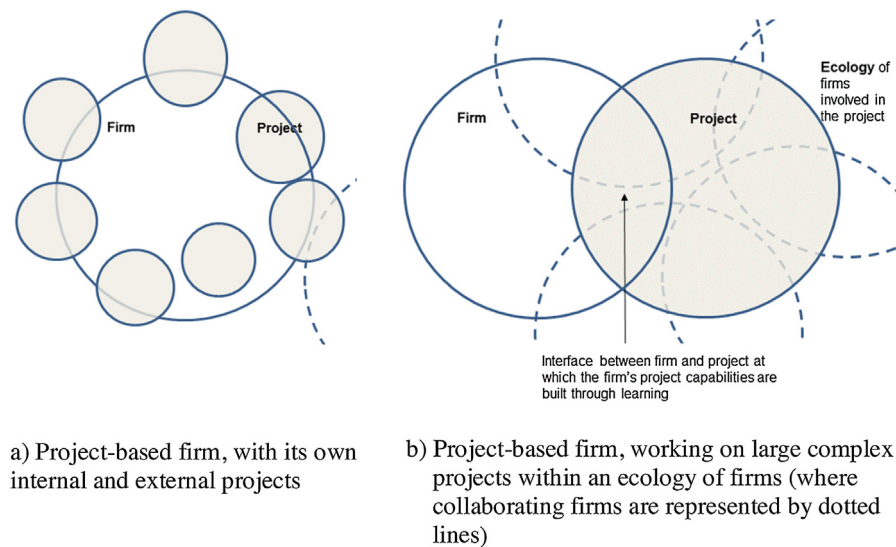 Firm
Project
Firm
Project
Ecology of
firms
involved in
the project
Interface between firm and project at
which the firm's project capabilities are
built through learning
a) Project-based firm, with its own
internal and external projects
b) Project-based firm, working on large complex
projects within an ecology of firms (where
collaborating firms are represented by dotted
lines)